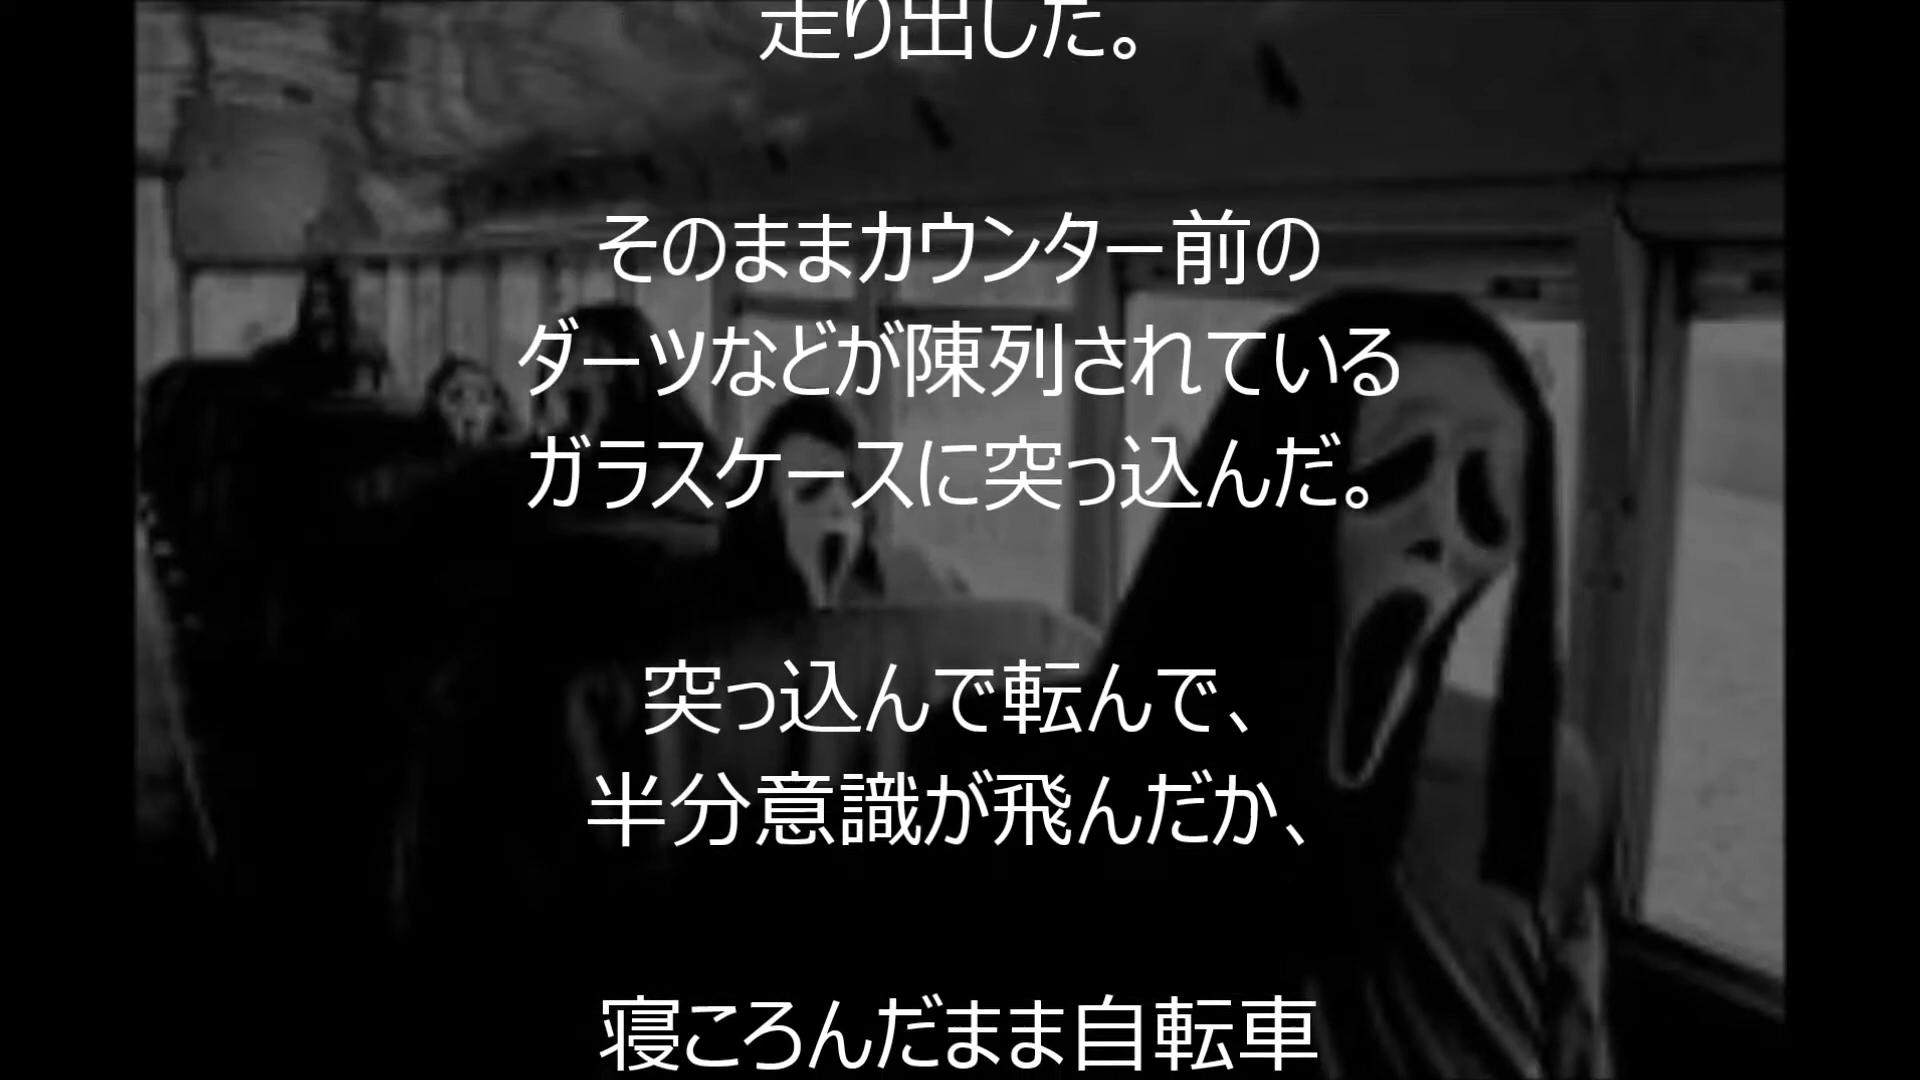 走り出した。
そのままカウンター前の
ダーツなどが陳列されている
ガラスケースに突っ込んだ。
突っ込んで転んで、
半分意識が飛んだか、
寝ころんだまま自転車